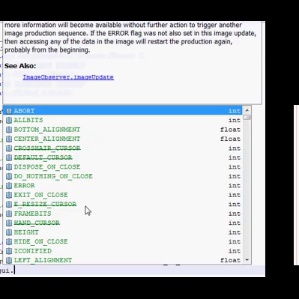 more information will become available without further action to trigger another
image production sequence. If the ERROR flag was not also set in this image update,
then accessing any of the date in the image will restart the production again,
probably from the beginning.
See Also:
ImageObserver.imageUpdate
ABORT int
ALLBITS int
BOTTOM_ALIGNMENT float
CENTER_ALIGNMENT float
CROSSHAIR_CURSOR int
DEFAULT_CURSOR int
DISPOSE_ON_CLOSE int
DO_NOTHING_ON_CLOSE int
ERROR int
EXIT_ON_CLOSE int
E_RESIZE_CURSOR int
FRAMEBITS int
HAND_CURSOR int
HEIGHT int
HIDE_ON_CLOSE int
ICONIFIED int
LEFT_ALIGNMENT float
gui.